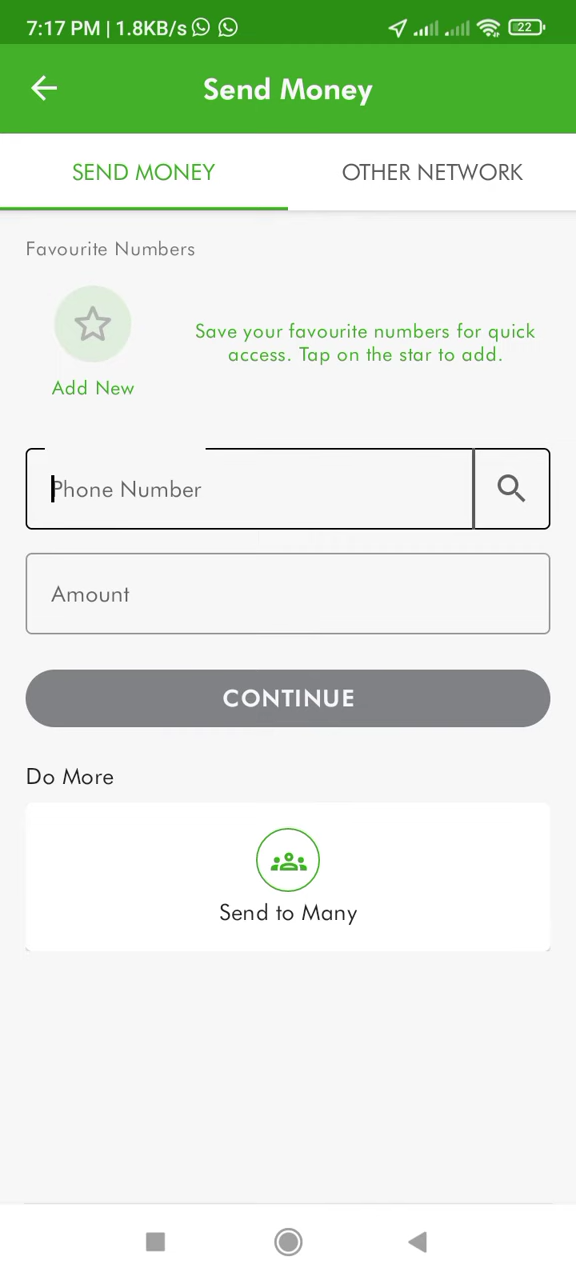 7:17 PM | 1.8KB/s 22
Send Money
SEND MONEY OTHER NETWORK
Favourite Numbers
Save your favourite numbers for quick
access. Tap on the star to add.
Add New
Phone Number
Amount
CONTINUE
Do More
Send to Many